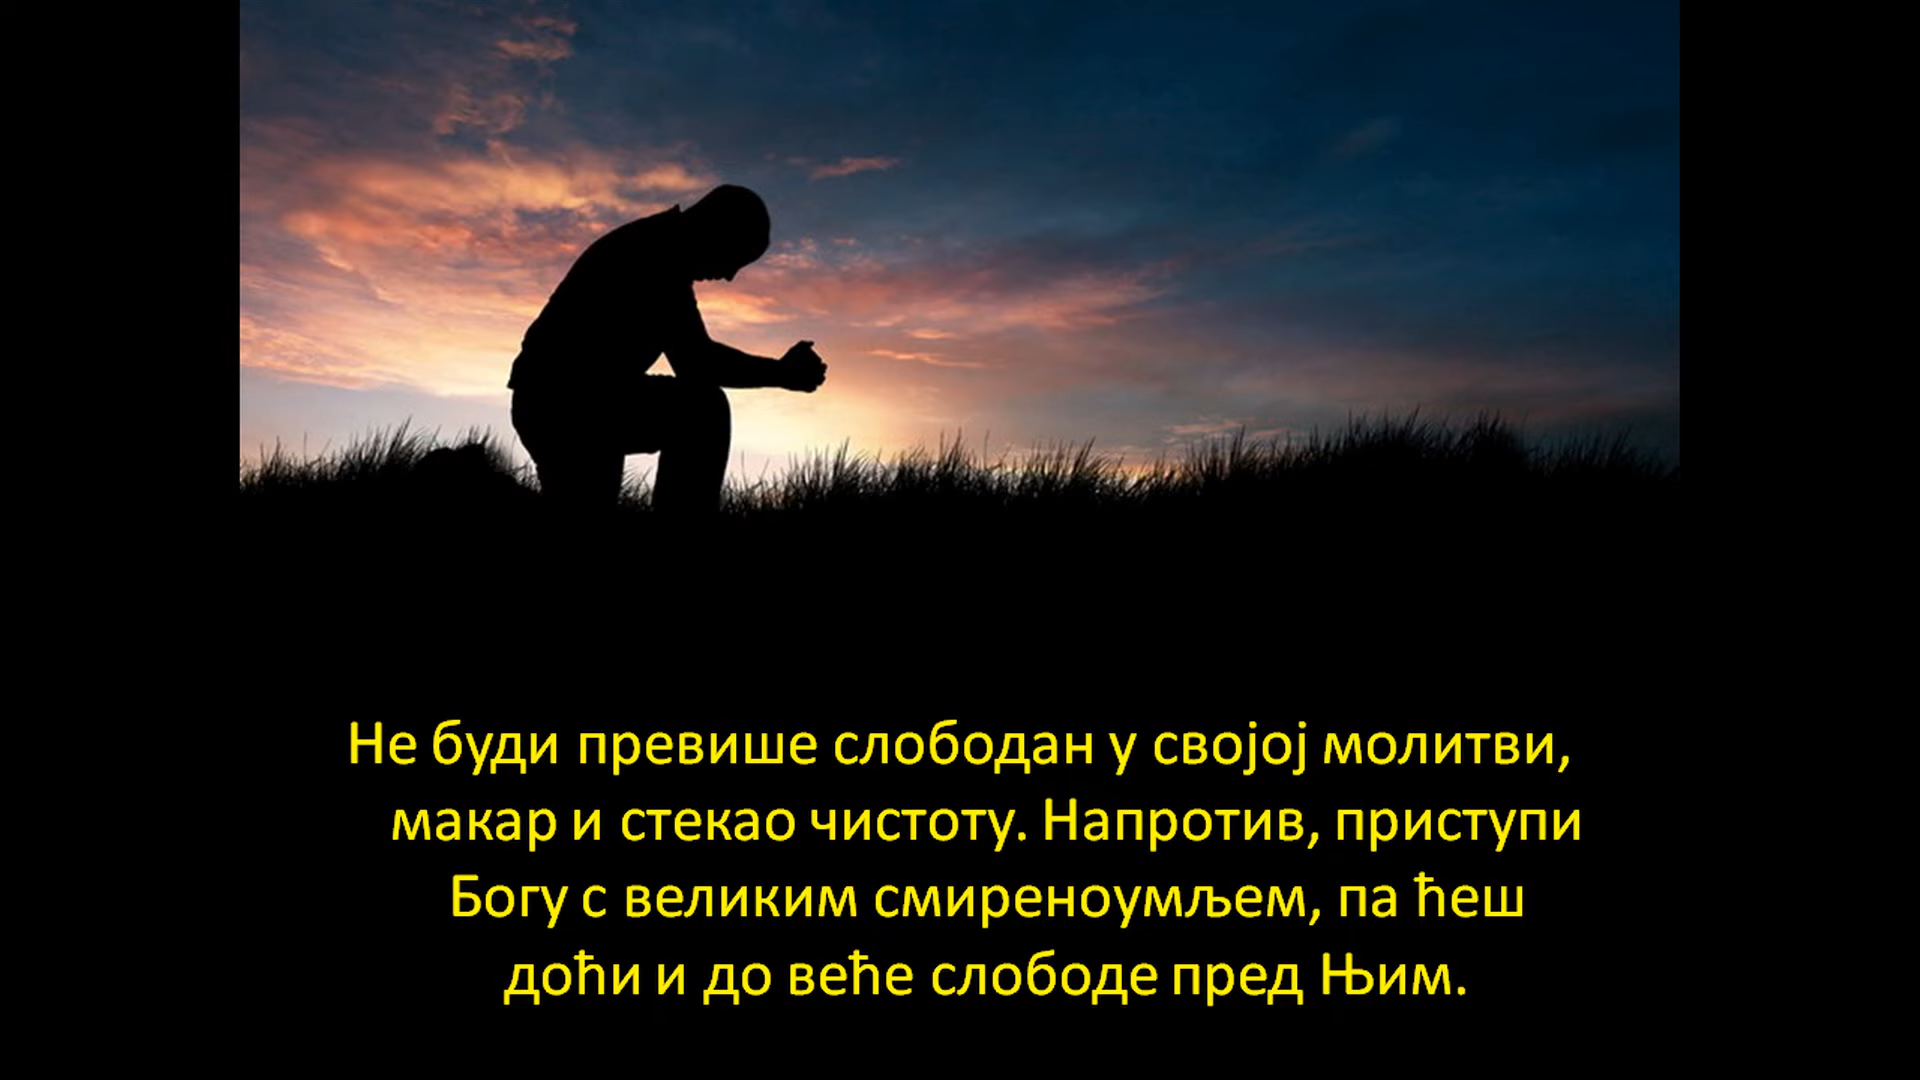 Не буди превише слободан у својој молитви,
макар и стекао чистоту. Напротив, приступи
Богу с великим смиреноумљем, па ћеш
доћи и до веће слободе пред Њим.